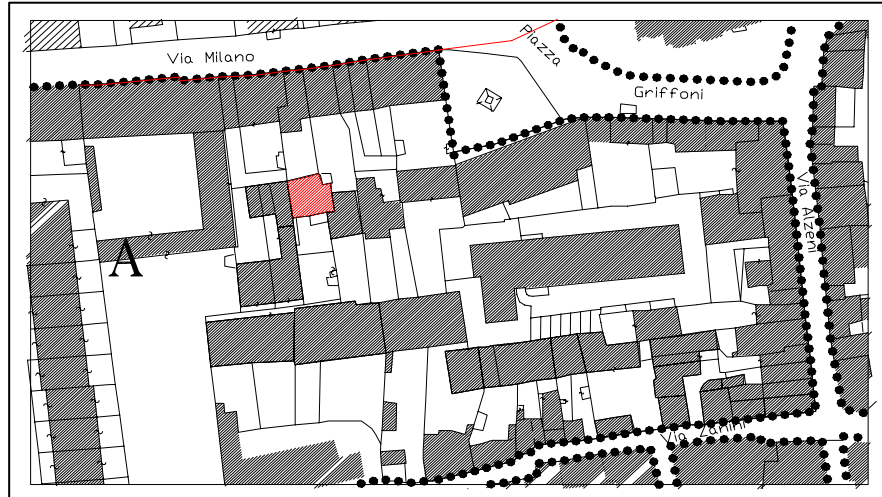 Via Milano
Piazza
Griffoni
Via Alzeni
A
Via Zanini